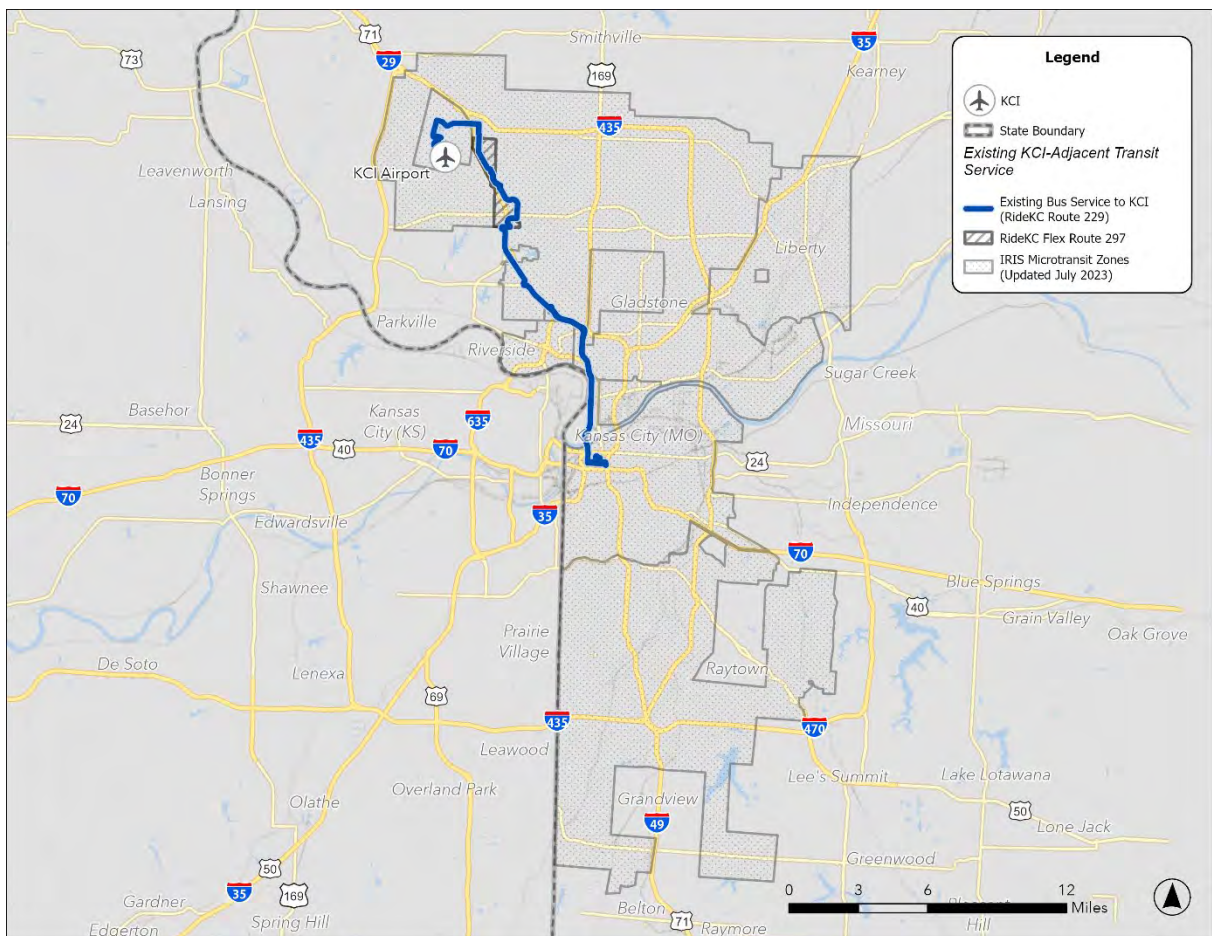 71
Smithville
35
73
29
169
Kearney
435
Leavenworth
Lansing
KCI Airport
Liberty
Gladstone
Parkville
Riverside
Sugar Creek
Basehor
24
Kansas
City (KS)
635
Kansas City (MO)
Missouri
435
40
70
24
70
Bonner
Springs
Independence
35
Edwardsville
70
Blue Springs
Shawnee
40
Grain Valley
Oak Grove
Prairie
Village
De Soto
Lenexa
Raytown
69
435
470
Leawood
Lee's Summit
Lake Lotawana
Overland Park
Grandview
Olathe
49
50
Lone Jack
Greenwood
50
35
169
Gardner
Edgerton
Spring Hill
Belton
71
Raymore
Pleasant
Hill
Legend
KCI
State Boundary
Existing KCI-Adjacent Transit
Service
Existing Bus Service to KCI
(RideKC Route 229)
RideKC Flex Route 297
IRIS Microtransit Zones
(Updated July 2023)
0 3 6 12
Miles